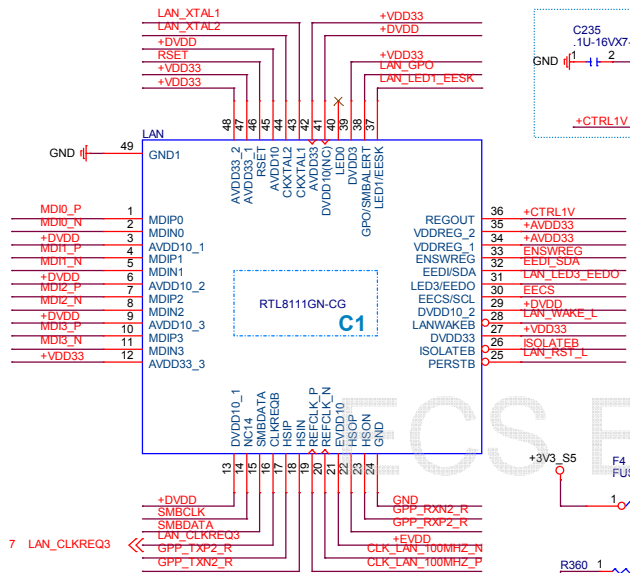 LAN_XTAL1
LAN_XTAL2
+DVDD
RSET
+VDD33
+VDD33
+VDD33
+DVDD
+VDD33
LAN_GPO
LAN_LED1_EESK
C235
.1U-16VX7-
GND 1 2
+CTRL1V
48 47 46 45 44 43 42 41 40 39 38 37
LAN
GND 49 GND1
AVDD33_2
AVDD33_1
RSET
AVDD10
CKXTAL2
CKXTAL1
AVDD33
DVDD10(NC)
LED0
DVDD3
GPO/SMBALERT
LED1/EESK
MDI0_P 1 MDIP0
MDI0_N 2 MDIN0
+DVDD 3 AVDD10_1
MDI1_P 4 MDIP1
MDI1_N 5 MDIN1
+DVDD 6 AVDD10_2
MDI2_P 7 MDIP2
MDI2_N 8 MDIN2
+DVDD 9 AVDD10_3
MDI3_P 10 MDIP3
MDI3_N 11 MDIN3
+VDD33 12 AVDD33_3
RTL8111GN-CG
C1
REGOUT 36 +CTRL1V
VDDREG_2 35 +AVDD33
VDDREG_1 34 +AVDD33
ENSWREG 33 ENSWREG
EEDI/SDA 32 EEDI_SDA
LED3/EEDO 31 LAN_LED3_EEDO
EECS/SCL 30 EECS
DVDD10_2 29 +DVDD
LANWAKEB 28 LAN_WAKE_L
DVDD33 27 +VDD33
ISOLATEB 26 ISOLATEB
PERSTB 25 LAN_RST_L
DVDD10_1
NC14
SMBDATA
CLKREQB
HSIP
HSIN
REFCLK_P
REFCLK_N
EVDD10
HSOP
HSON
GND
13 14 15 16 17 18 19 20 21 22 23 24
ECS
+3V3_S5
F4
1
+DVDD
SMBCLK
SMBDATA
7 LAN_CLKREQ3 LAN_CLKREQ3
GPP_TXP2_R
GPP_TXN2_R
GND
GPP_RXN2_R
GPP_RXP2_R
+EVDD
CLK_LAN_100MHZ_N
CLK_LAN_100MHZ_P
R360 1